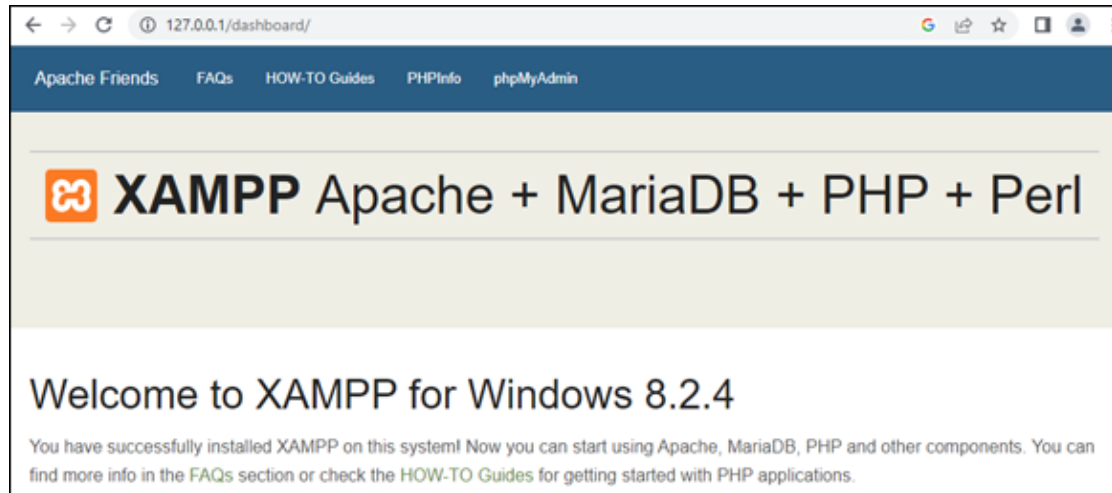 127.0.0.1/dashboard/
Apache Friends FAQs HOW-TO Guides PHPInfo phpMyAdmin
XAMPP Apache + MariaDB + PHP + Perl
Welcome to XAMPP for Windows 8.2.4
You have successfully installed XAMPP on this system! Now you can start using Apache, MariaDB, PHP and other components. You can
find more info in the FAQs section or check the HOW-TO Guides for getting started with PHP applications.